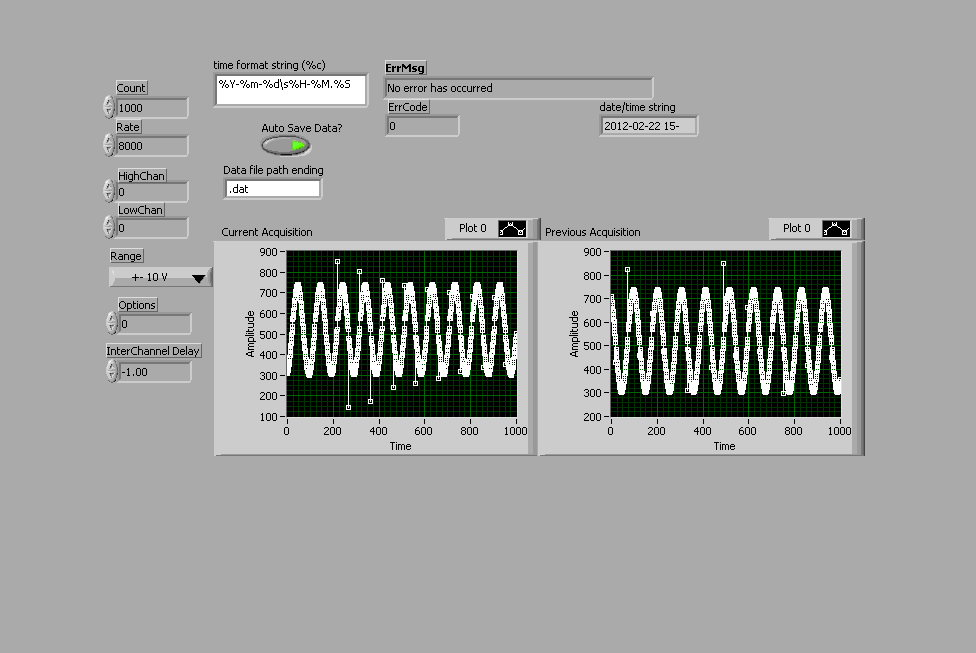 time format string (%c)
%Y-%m-%d\s%H-%M.%S
ErrMsg
No error has occurred
Count
1000
ErrCode
0
date/time string
2012-02-22 15-
Rate
8000
Auto Save Data?
Data file path ending
.dat
HighChan
0
LowChan
0
Range
+- 10 V
Options
0
InterChannel Delay
-1.00
Current Acquisition
Plot 0
900
800
700
600
500
400
300
200
100
Amplitude
0 200 400 600 800 1000
Time
Previous Acquisition
Plot 0
900
800
700
600
500
400
300
200
Amplitude
0 200 400 600 800 1000
Time